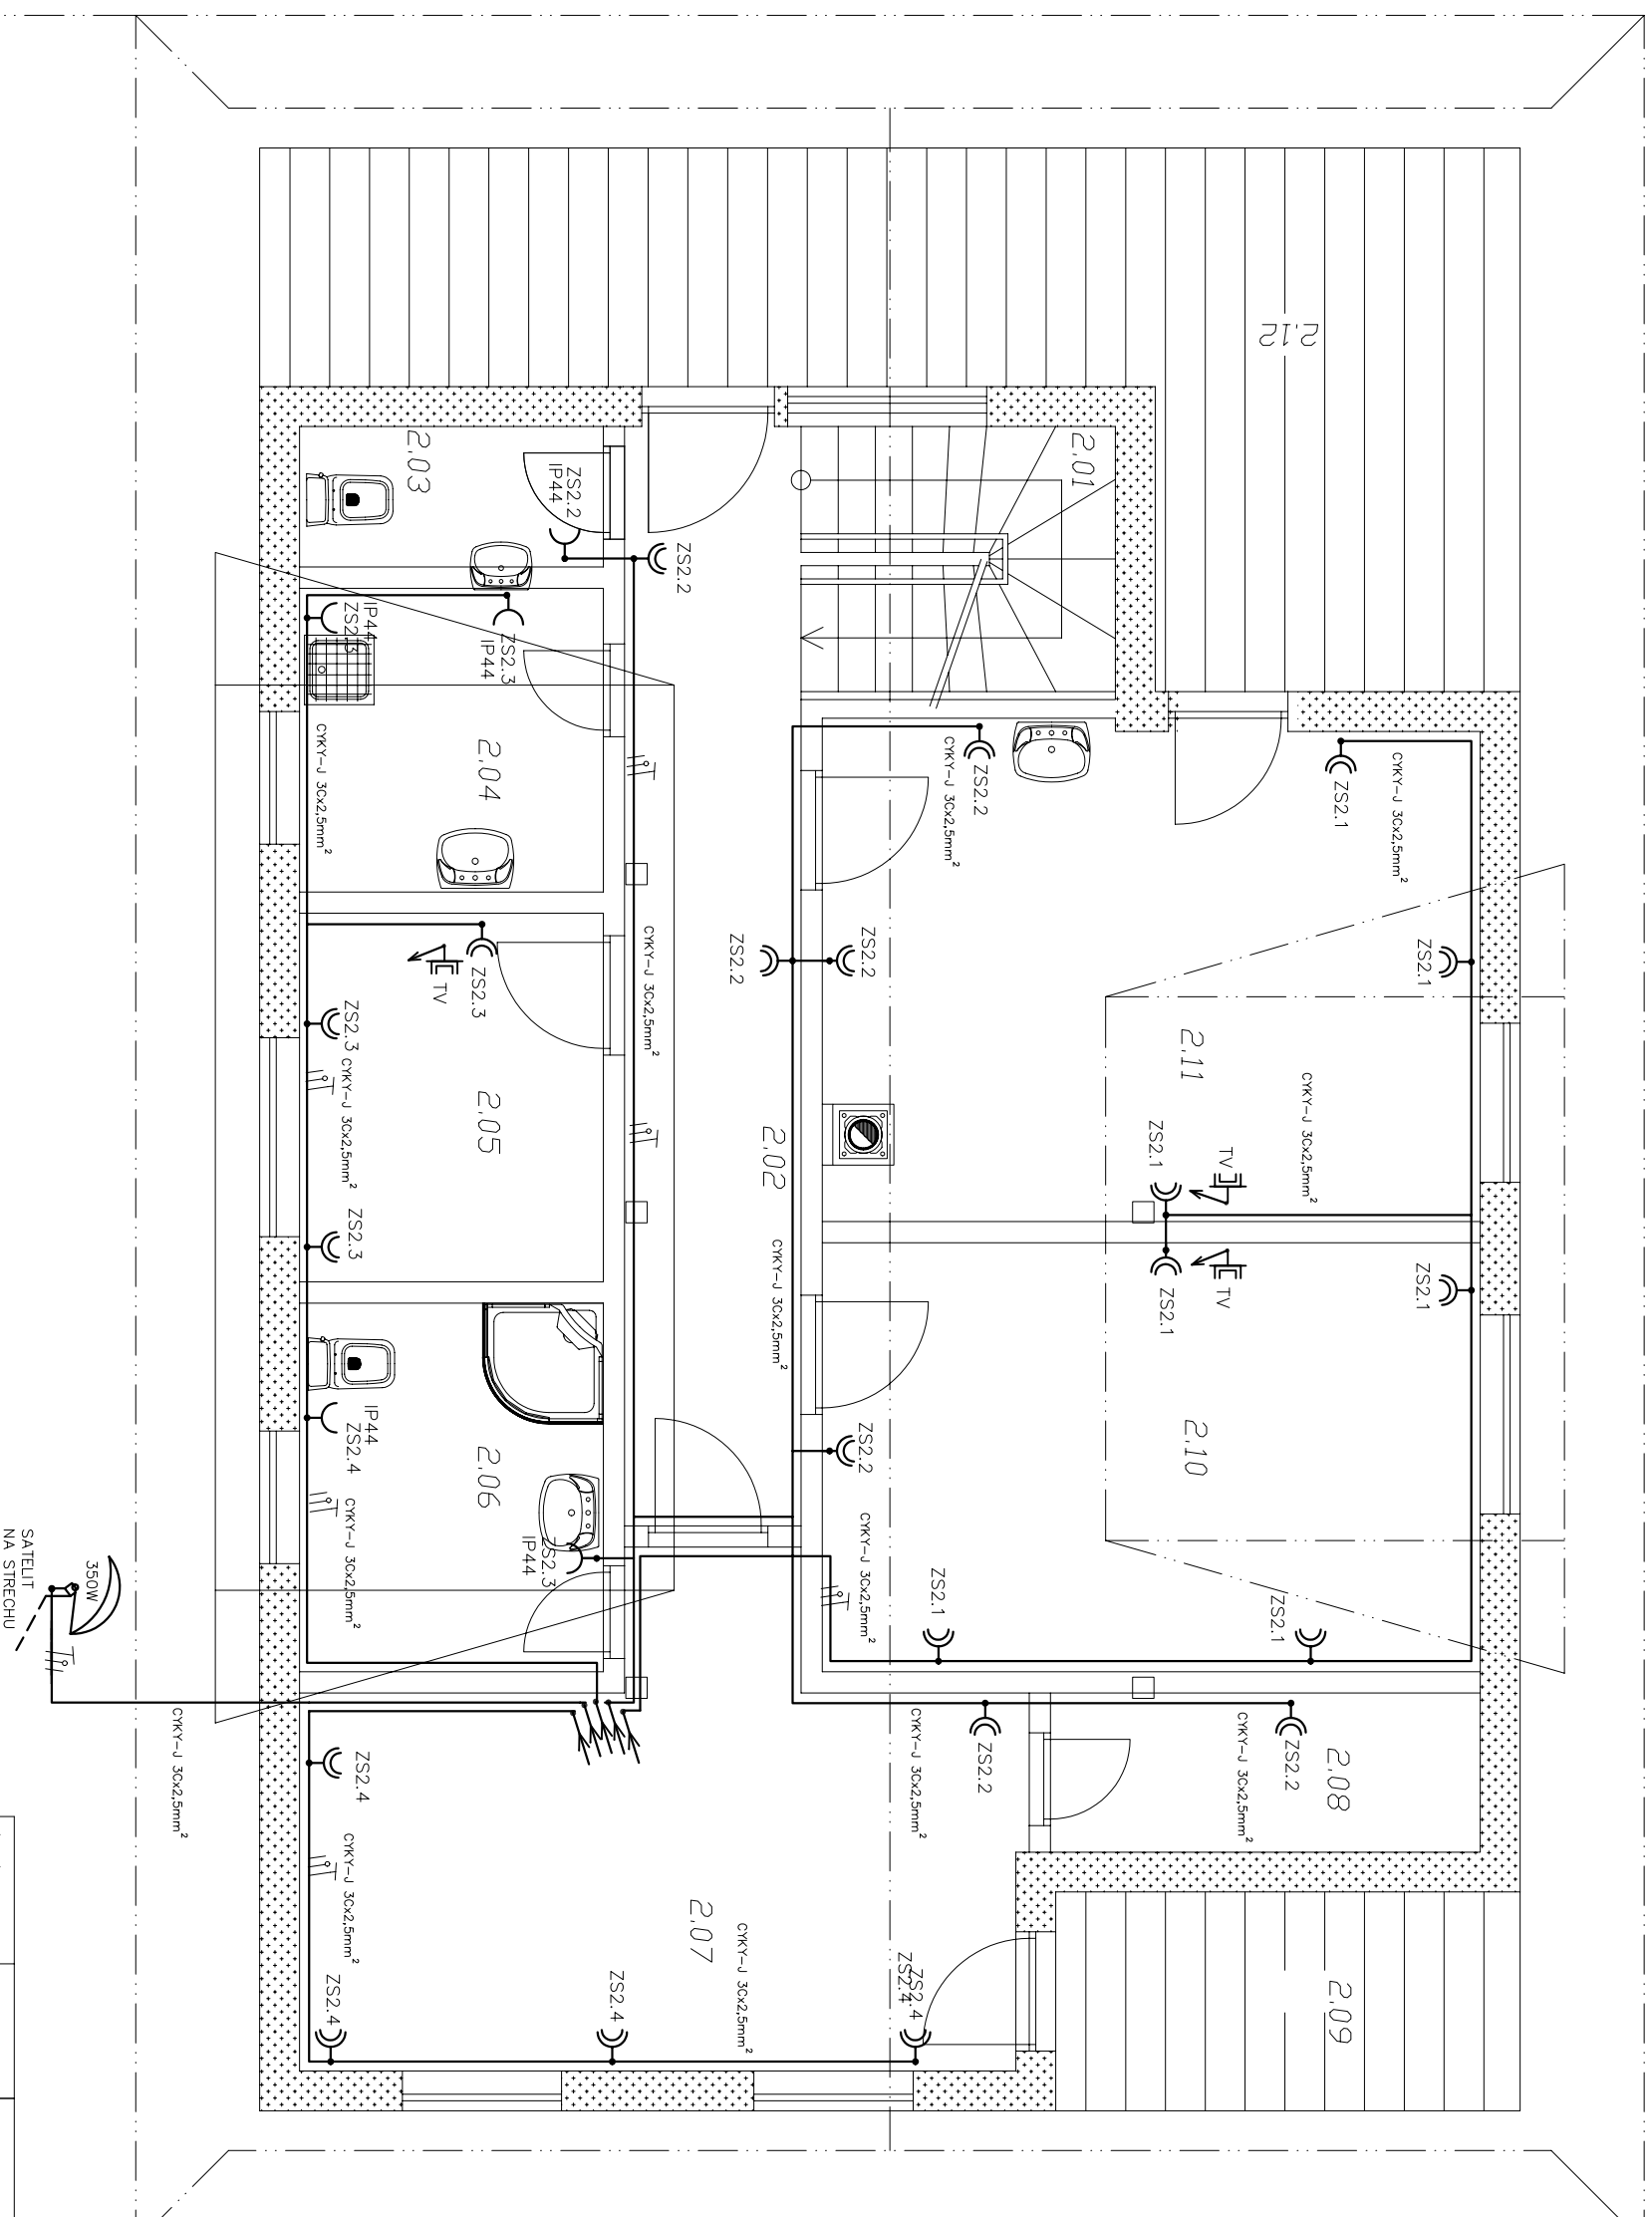 ZS2.1
ZS2.1
CYKY-J 3Cx2,5mm²
ZS2.1
2.08
2.09
CYKY-J 3Cx2,5mm²
2.12
ZS2.1
ZS2.2
CYKY-J 3Cx2,5mm²
TV
TV
2.11
2.10
ZS2.1
ZS2.1
2.01
ZS2.2
ZS2.2
CYKY-J 3Cx2,5mm²
ZS2.1
CYKY-J 3Cx2,5mm²
ZS2.4
ZS2.4
ZS2.2
ZS2.2
CYKY-J 3Cx2,5mm²
2.02
CYKY-J 3Cx2,5mm²
ZS2.2
CYKY-J 3Cx2,5mm²
2.07
ZS2.2
CYKY-J 3Cx2,5mm²
ZS2.4
ZS2.2
IP44
ZS2.3
IP44
ZS2.3
IP44
2.04
ZS2.3
2.05
2.06
TV
2.03
IP44
ZS2.3
IP44
ZS2.4
ZS2.3
CYKY-J 3Cx2,5mm²
ZS2.3
CYKY-J 3Cx2,5mm²
ZS2.4
CYKY-J 3Cx2,5mm²
CYKY-J 3Cx2,5mm²
ZS2.4
CYKY-J 3Cx2,5mm²
350W
SATELIT
NA STRECHU